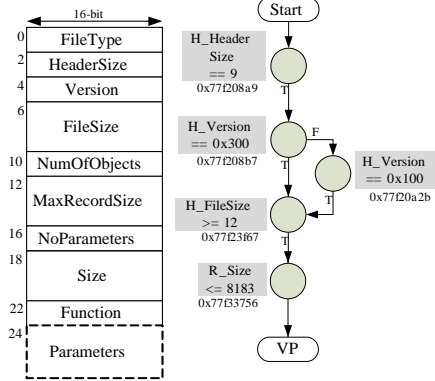 16-bit
0
FileType
2
HeaderSize
4
Version
6
FileSize
10
NumOfObjects
12
MaxRecordSize
16
NoParameters
18
Size
22
Function
24
Parameters
Start
H_Header
Size
== 9
0x77f208a9
T
H_Version
== 0x300
0x77f208b7
F
T
H_Version
== 0x100
0x77f20a2b
T
H_FileSize
>= 12
0x77f23f67
T
R_Size
<= 8183
0x77f33756
VP